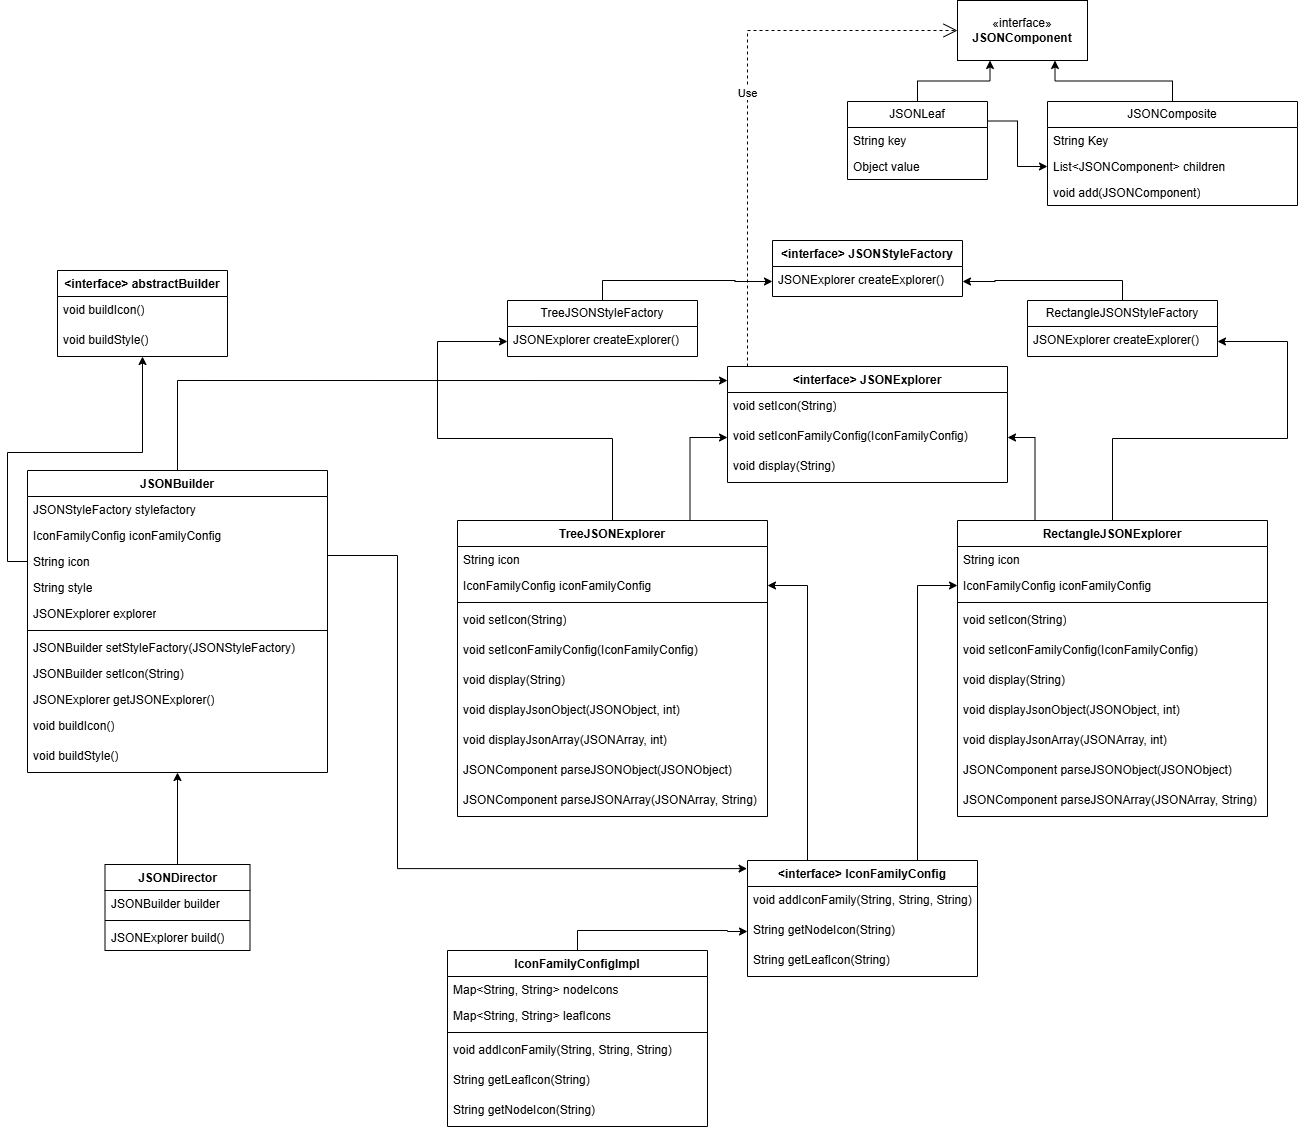 «interface»
JSONComponent
Use
JSONLeaf
String key
Object value
JSONComposite
String Key
List<JSONComponent> children
void add(JSONComponent)
<interface> JSONStyleFactory
JSONExplorer createExplorer()
<interface> abstractBuilder
void buildIcon()
void buildStyle()
TreeJSONStyleFactory
JSONExplorer createExplorer()
RectangleJSONStyleFactory
JSONExplorer createExplorer()
<interface> JSONExplorer
void setIcon(String)
void setIconFamilyConfig(IconFamilyConfig)
void display(String)
JSONBuilder
JSONStyleFactory stylefactory
IconFamilyConfig iconFamilyConfig
String icon
String style
JSONExplorer explorer
JSONBuilder setStyleFactory(JSONStyleFactory)
JSONBuilder setIcon(String)
JSONExplorer getJSONExplorer()
void buildIcon()
void buildStyle()
TreeJSONExplorer
String icon
IconFamilyConfig iconFamilyConfig
void setIcon(String)
void setIconFamilyConfig(IconFamilyConfig)
void display(String)
void displayJsonObject(JSONObject, int)
void displayJsonArray(JSONArray, int)
JSONComponent parseJSONObject(JSONObject)
JSONComponent parseJSONArray(JSONArray, String)
RectangleJSONExplorer
String icon
IconFamilyConfig iconFamilyConfig
void setIcon(String)
void setIconFamilyConfig(IconFamilyConfig)
void display(String)
void displayJsonObject(JSONObject, int)
void displayJsonArray(JSONArray, int)
JSONComponent parseJSONObject(JSONObject)
JSONComponent parseJSONArray(JSONArray, String)
JSONDirector
JSONBuilder builder
JSONExplorer build()
<interface> IconFamilyConfig
void addIconFamily(String, String, String)
String getNodeIcon(String)
String getLeafIcon(String)
IconFamilyConfigImpl
Map<String, String> nodeIcons
Map<String, String> leafIcons
void addIconFamily(String, String, String)
String getLeafIcon(String)
String getNodeIcon(String)